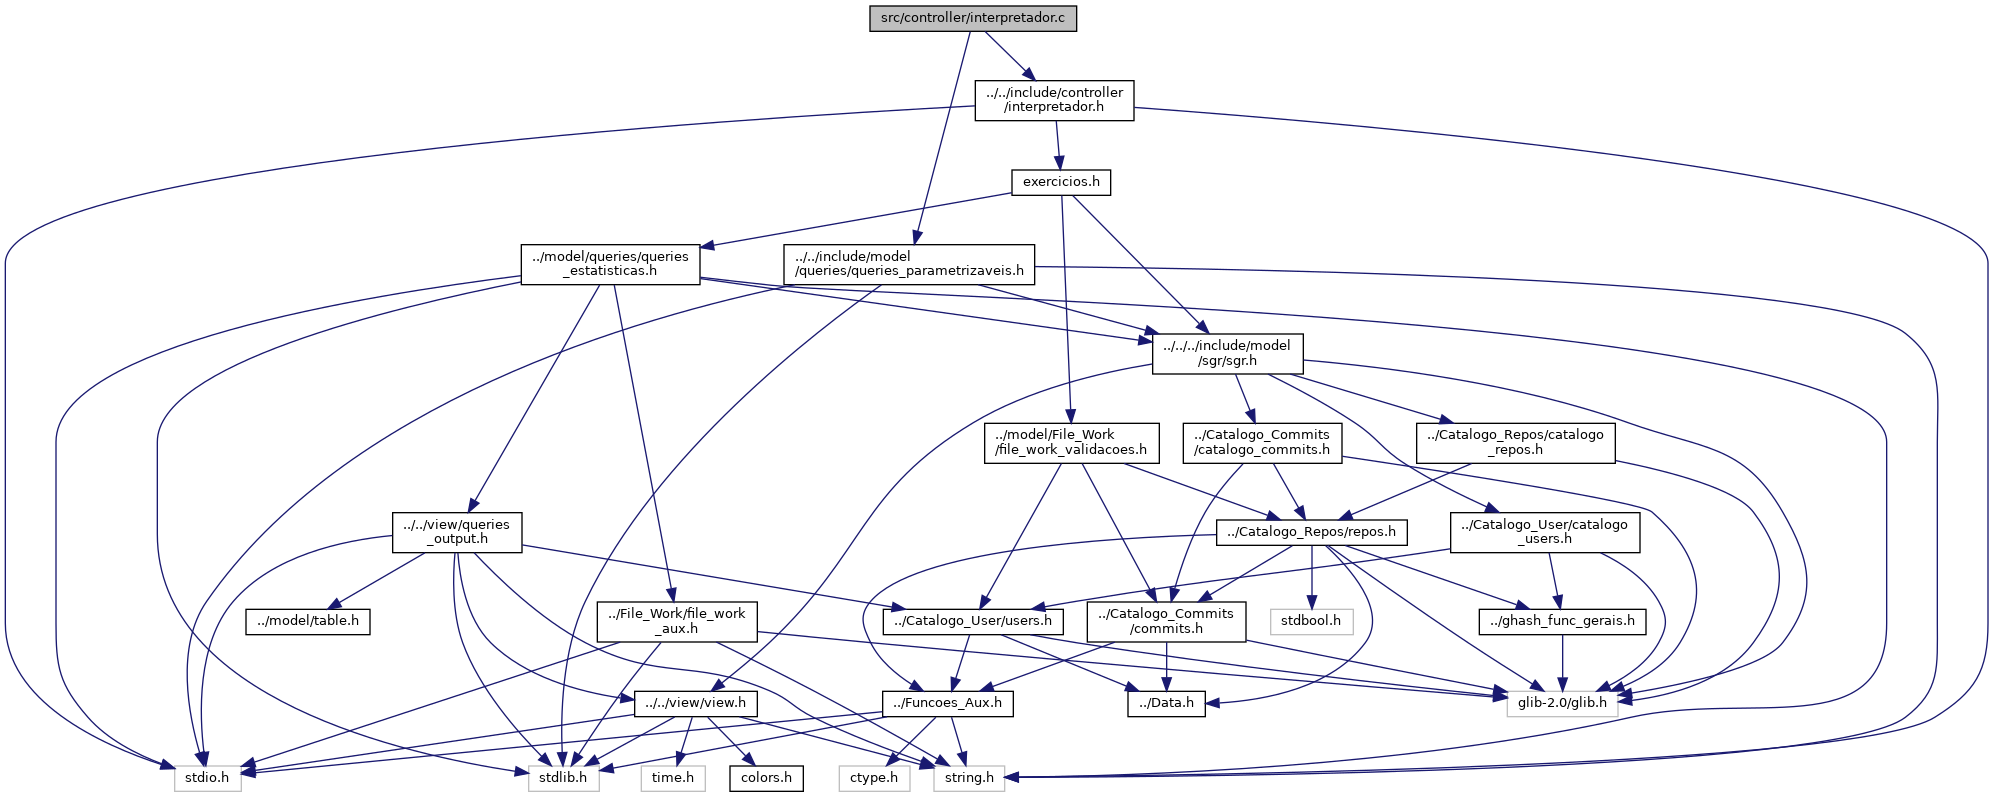 src/controller/interpretador.c
../../include/controller
/interpretador.h
exercicios.h
../model/queries/queries
_estatisticas.h
../../include/model
/queries/queries_parametrizaveis.h
../../../include/model
/sgr/sgr.h
../model/File_Work
/file_work_validacoes.h
../Catalogo_Commits
/catalogo_commits.h
../Catalogo_Repos/catalogo
_repos.h
../../view/queries
_output.h
../Catalogo_Repos/repos.h
../Catalogo_User/catalogo
_users.h
../model/table.h
../File_Work/file_work
_aux.h
../Catalogo_User/users.h
../Catalogo_Commits
/commits.h
stdbool.h
../ghash_func_gerais.h
../../view/view.h
../Funcoes_Aux.h
../Data.h
glib-2.0/glib.h
stdio.h
stdlib.h
time.h
colors.h
ctype.h
string.h